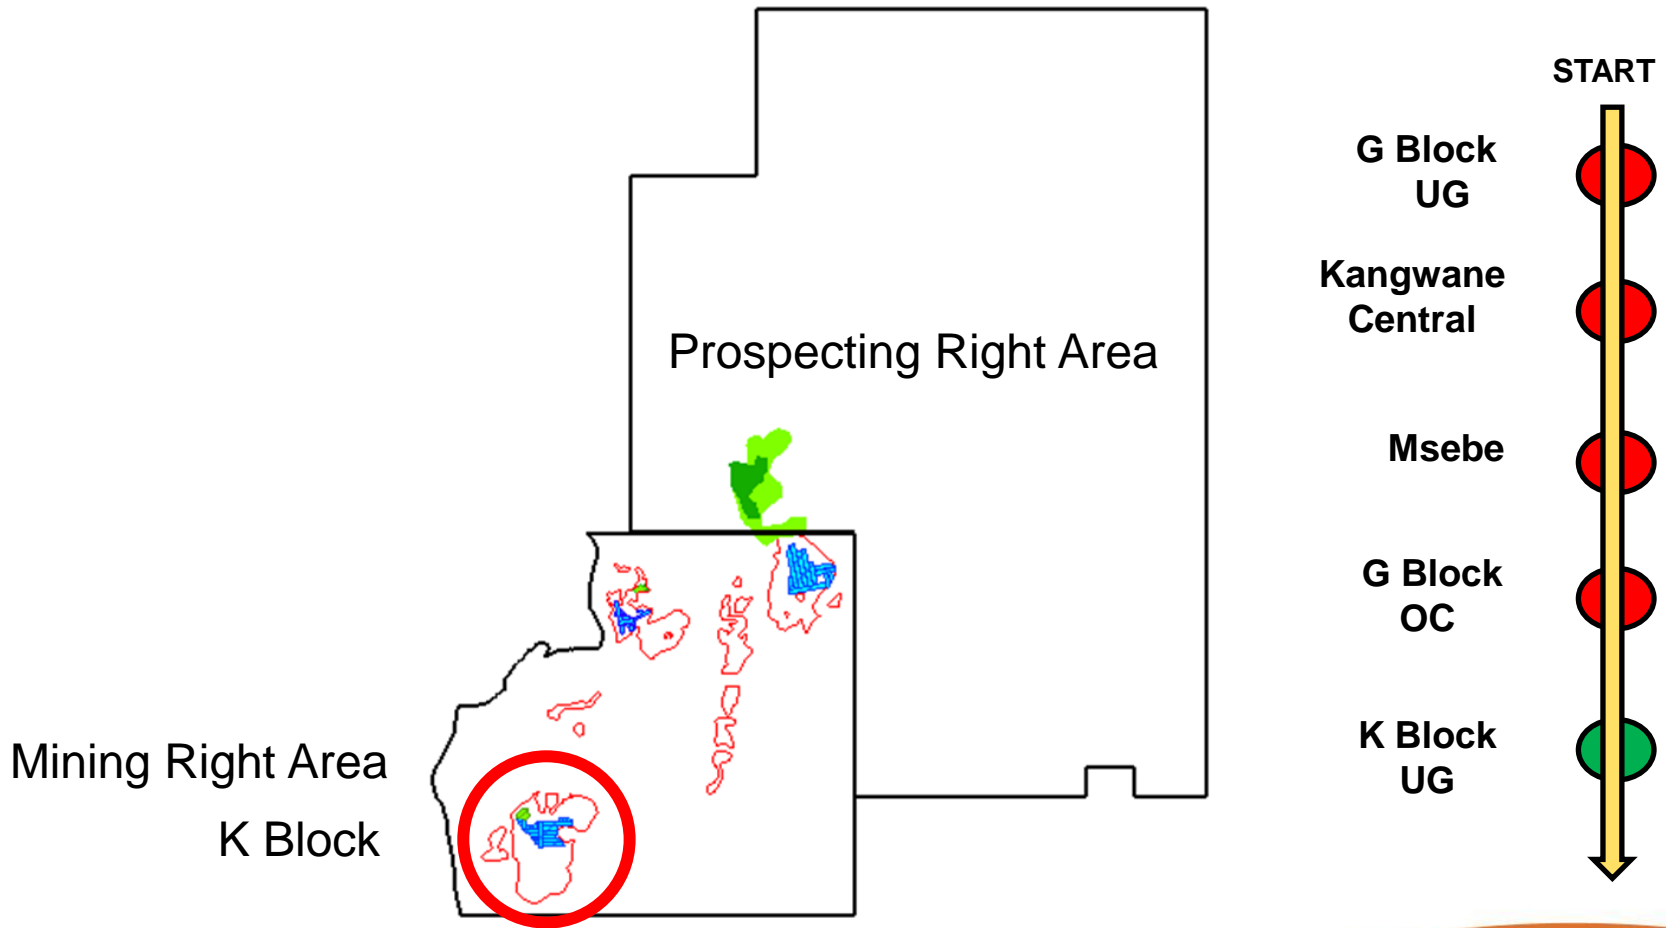 START
G Block
UG
Kangwane
Central
Prospecting Right Area
Msebe
G Block
OC
K Block
UG
Mining Right Area
K Block